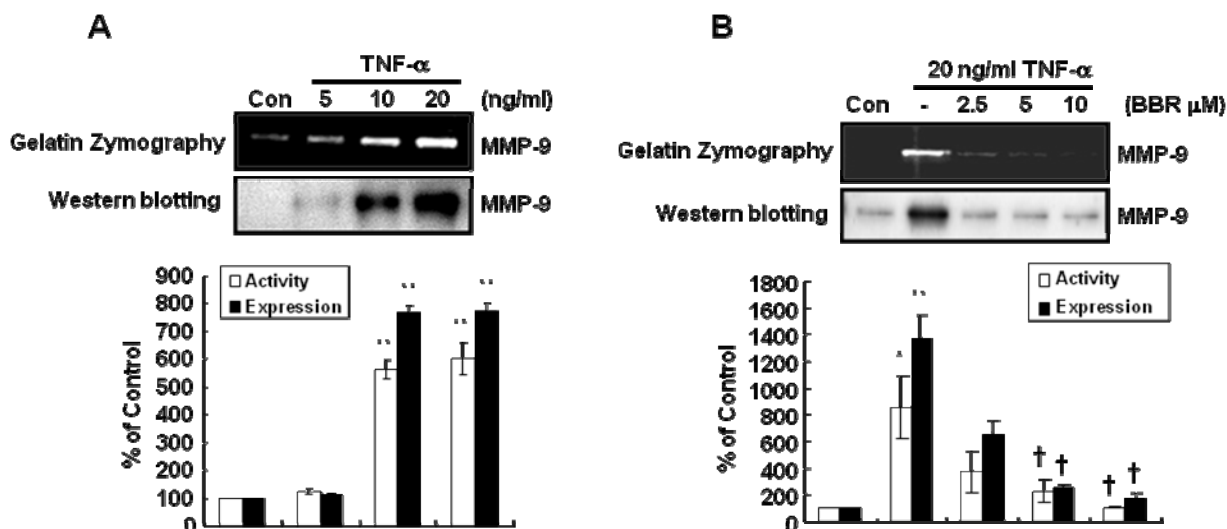 A
TNF-α
Con 5 10 20 (ng/ml)
Gelatin Zymography MMP-9
Western blotting MMP-9
900
800
700
600
500
400
300
200
100
0
% of Control
Activity
Expression
B
20 ng/ml TNF-α
Con - 2.5 5 10 (BBR μM)
Gelatin Zymography MMP-9
Western blotting MMP-9
1800
1600
1400
1200
1000
800
600
400
200
0
% of Control
Activity
Expression
† † † †